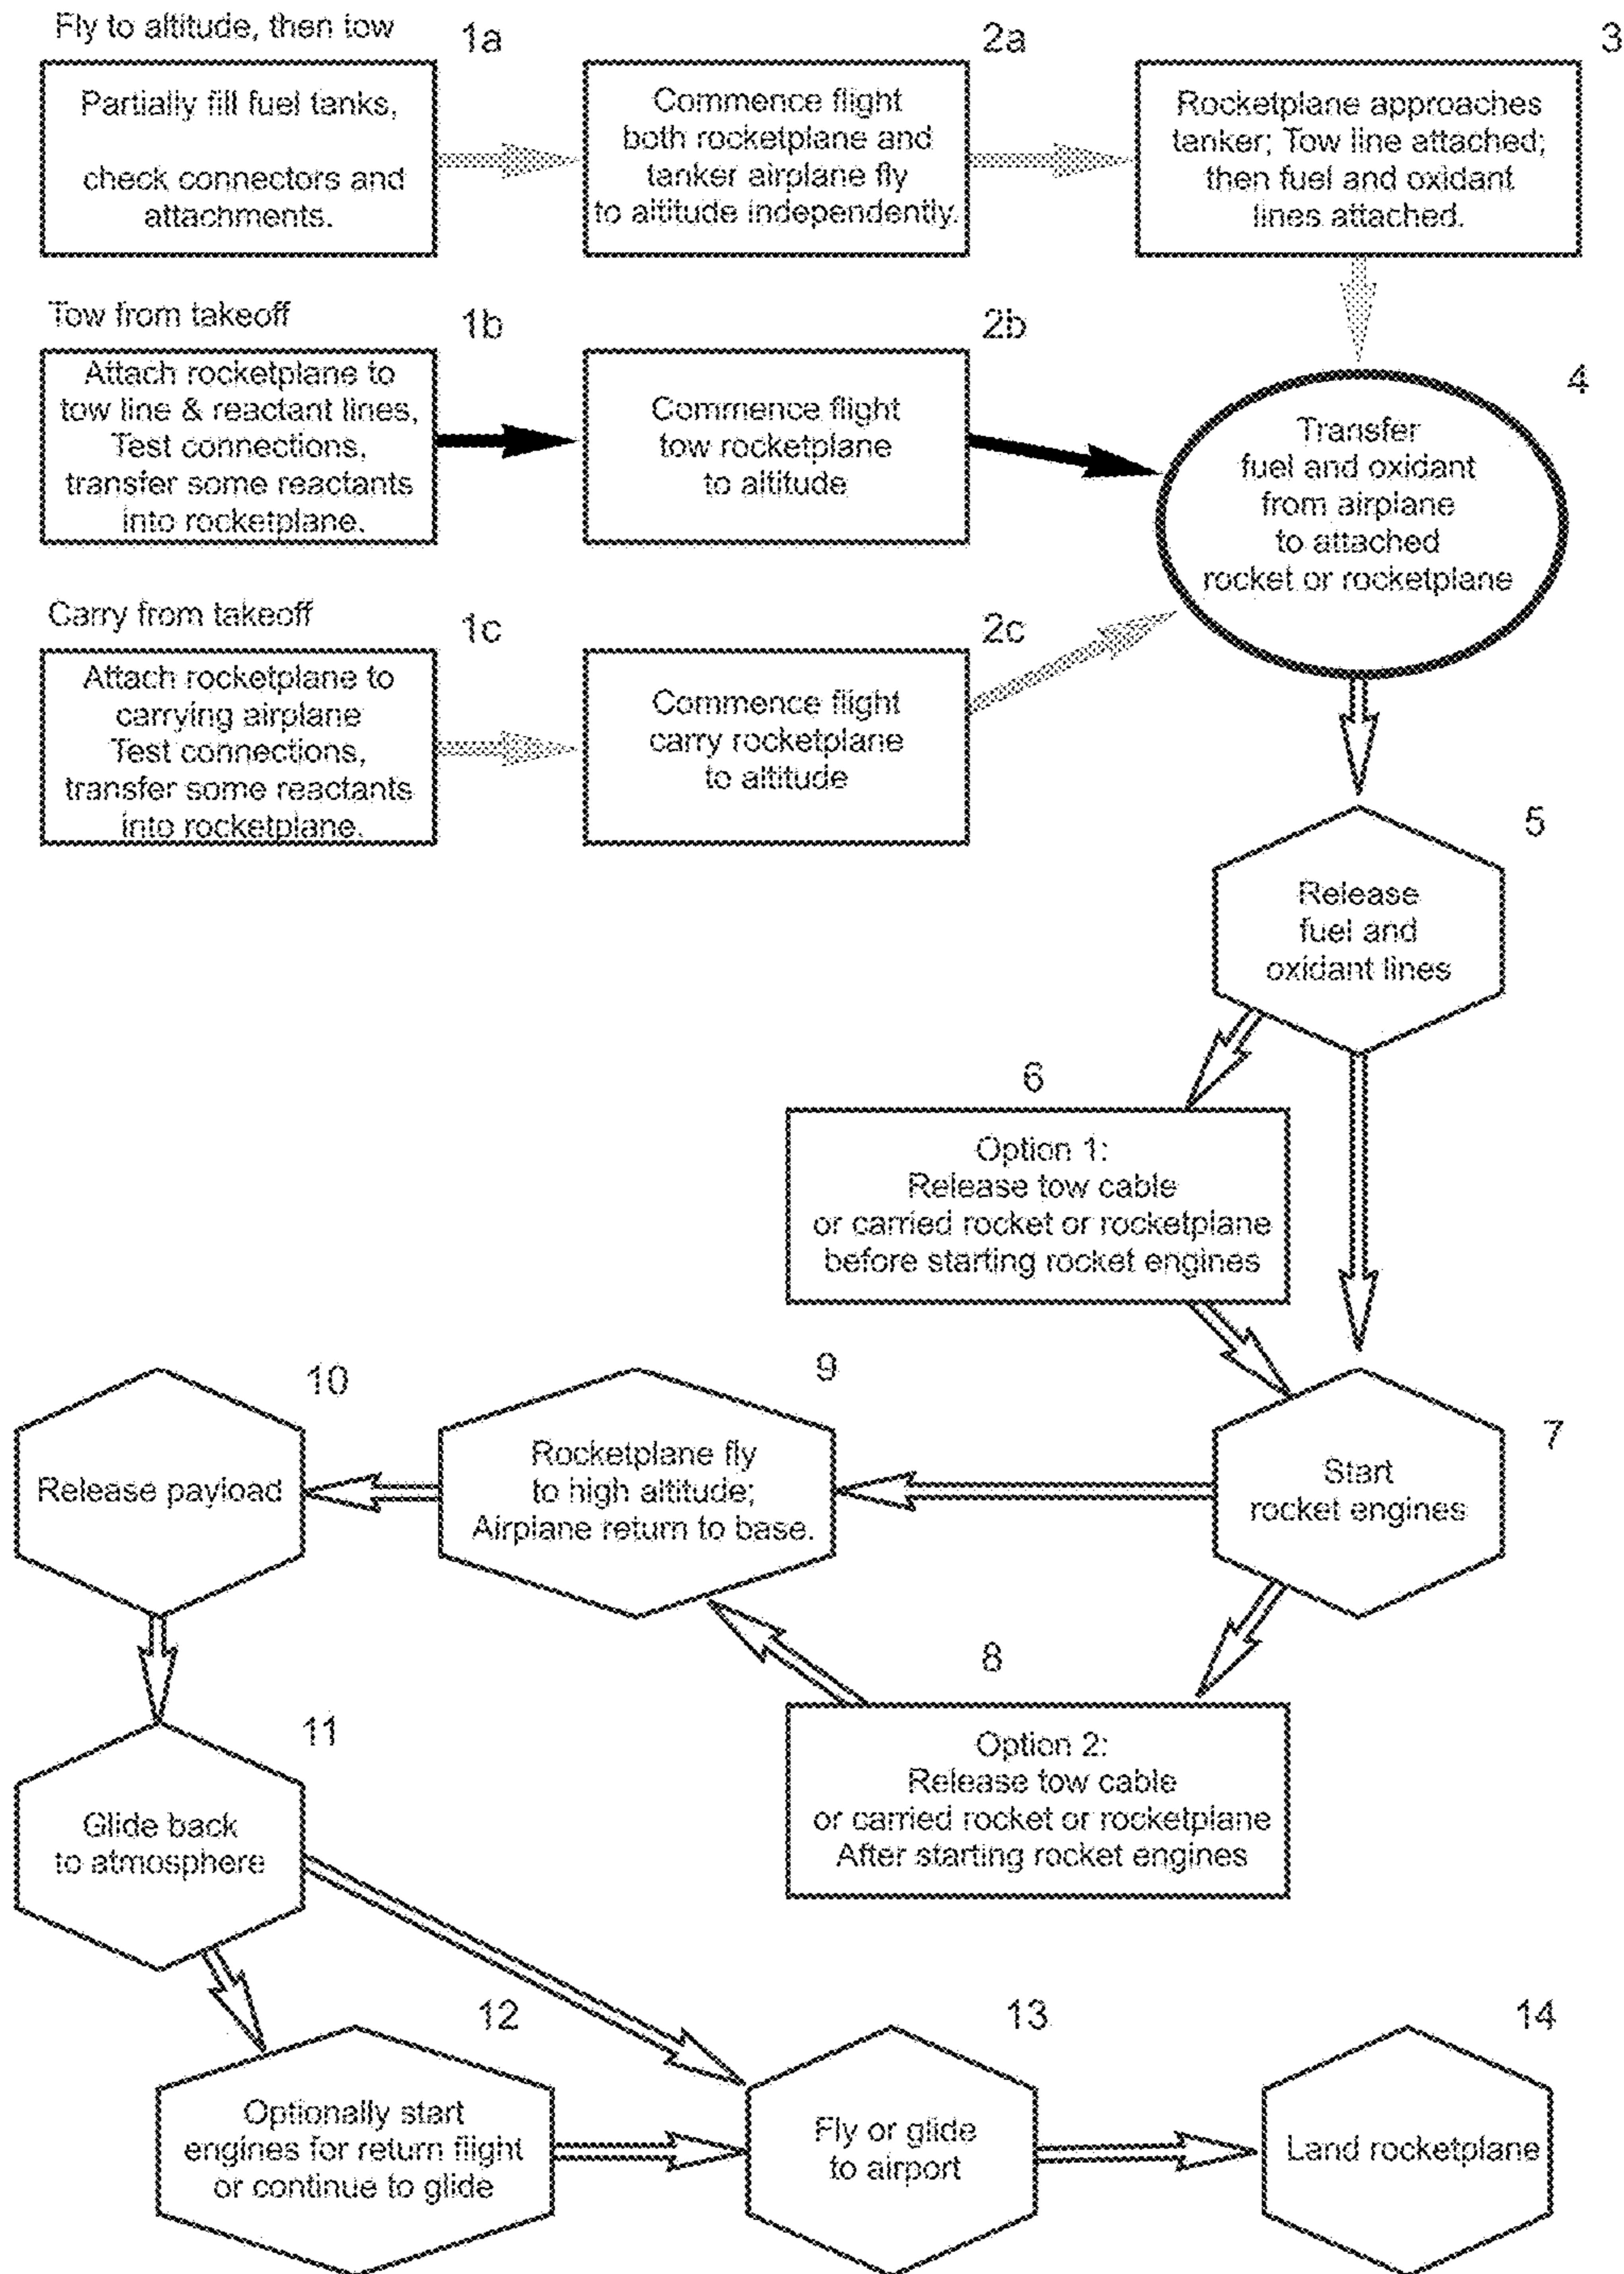 Fly to altitude, then tow
1a
Partially fill fuel tanks,
check connectors and
attachments.
2a
Commence flight
both rocketplane and
tanker airplane fly
to altitude independently.
3
Rocketplane approaches
tanker; Tow line attached;
then fuel and oxidant
lines attached.
Tow from takeoff
1b
Attach rocketplane to
tow line & reactant lines,
Test connections,
transfer some reactants
into rocketplane.
2b
Commence flight
tow rocketplane
to altitude
4
Transfer
fuel and oxidant
from airplane
to attached
rocket or rocketplane
Carry from takeoff
1c
Attach rocketplane to
carrying airplane
Test connections,
transfer some reactants
into rocketplane.
2c
Commence flight
carry rocketplane
to altitude
5
Release
fuel and
oxidant lines
6
Option 1:
Release tow cable
or carried rocket or rocketplane
before starting rocket engines
7
Start
rocket engines
9
Rocketplane fly
to high altitude;
Airplane return to base.
10
Release payload
8
Option 2:
Release tow cable
or carried rocket or rocketplane
After starting rocket engines
11
Glide back
to atmosphere
12
Optionally start
engines for return flight
or continue to glide
13
Fly or glide
to airport
14
Land rocketplane